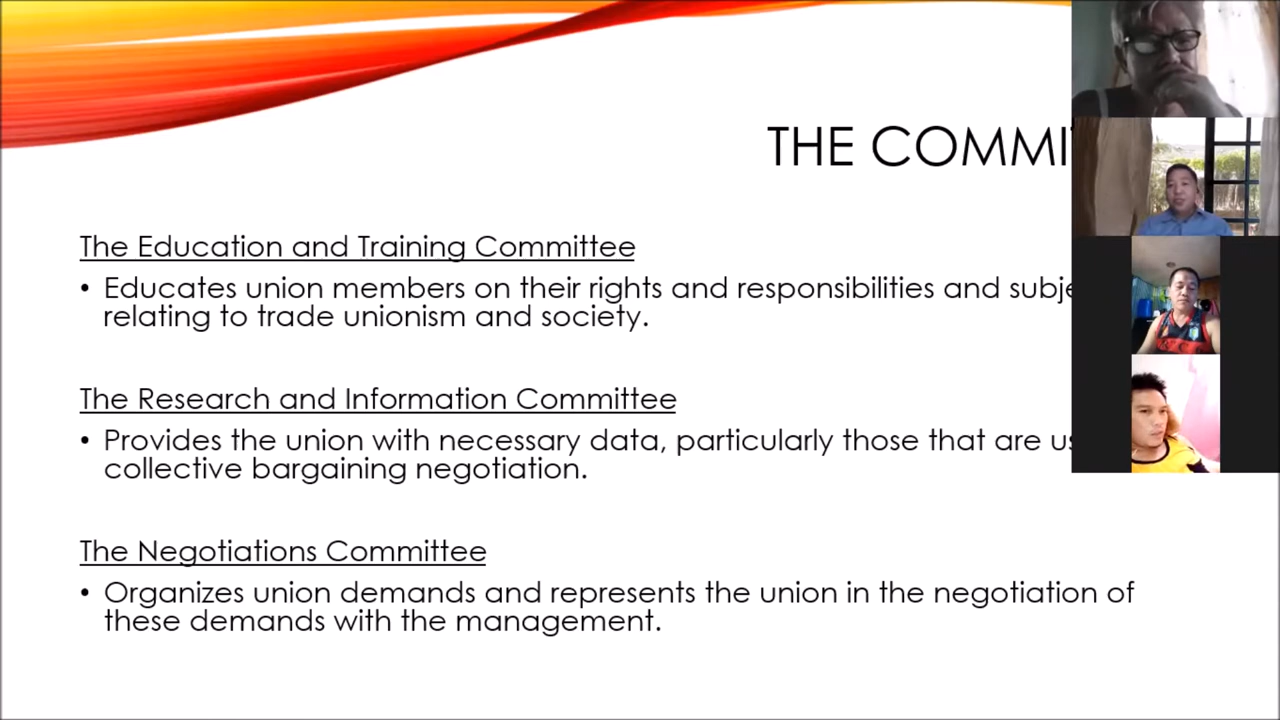 THE COMMI
The Education and Training Committee
• Educates union members on their rights and responsibilities and subje
relating to trade unionism and society.
The Research and Information Committee
• Provides the union with necessary data, particularly those that are us
collective bargaining negotiation.
The Negotiations Committee
• Organizes union demands and represents the union in the negotiation of
these demands with the management.